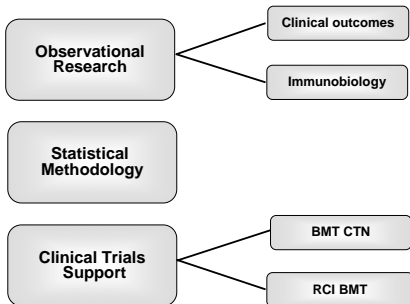 Observational
Research
Clinical outcomes
Immunobiology
Statistical
Methodology
Clinical Trials
Support
BMT CTN
RCI BMT